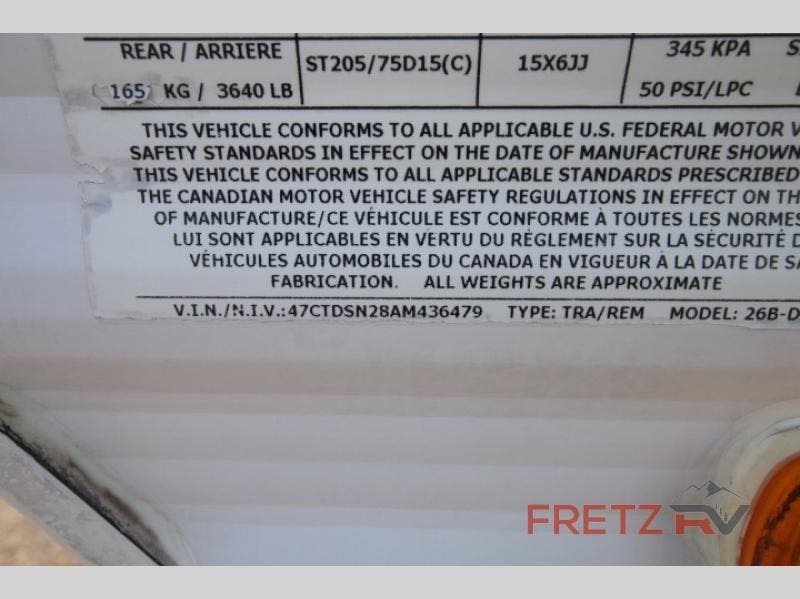 REAR / ARRIERE ST205/75D15(C) 15X6JJ 345 KPA
KG / 3640 LB 50 PSI/LPC
THIS VEHICLE CONFORMS TO ALL APPLICABLE U.S. FEDERAL MOTOR V
SAFETY STANDARDS IN EFFECT ON THE DATE OF MANUFACTURE SHOWN
THIS VEHICLE CONFORMS TO ALL APPLICABLE STANDARDS PRESCRIBED
THE CANADIAN MOTOR VEHICLE SAFETY REGULATIONS IN EFFECT ON TH
OF MANUFACTURE/CE VÉHICULE EST CONFORME À TOUTES LES NORMES
LUI SONT APPLICABLES EN VERTU DU RÈGLEMENT SUR LA SÉCURITÉ D
VÉHICULES AUTOMOBILES DU CANADA EN VIGUEUR À LA DATE DE SA
FABRICATION. ALL WEIGHTS ARE APPROXIMATE
V.I.N./N.I.V.:47CTDSN28AM436479 TYPE: TRA/REM MODEL: 26B-D
FRETZ RV